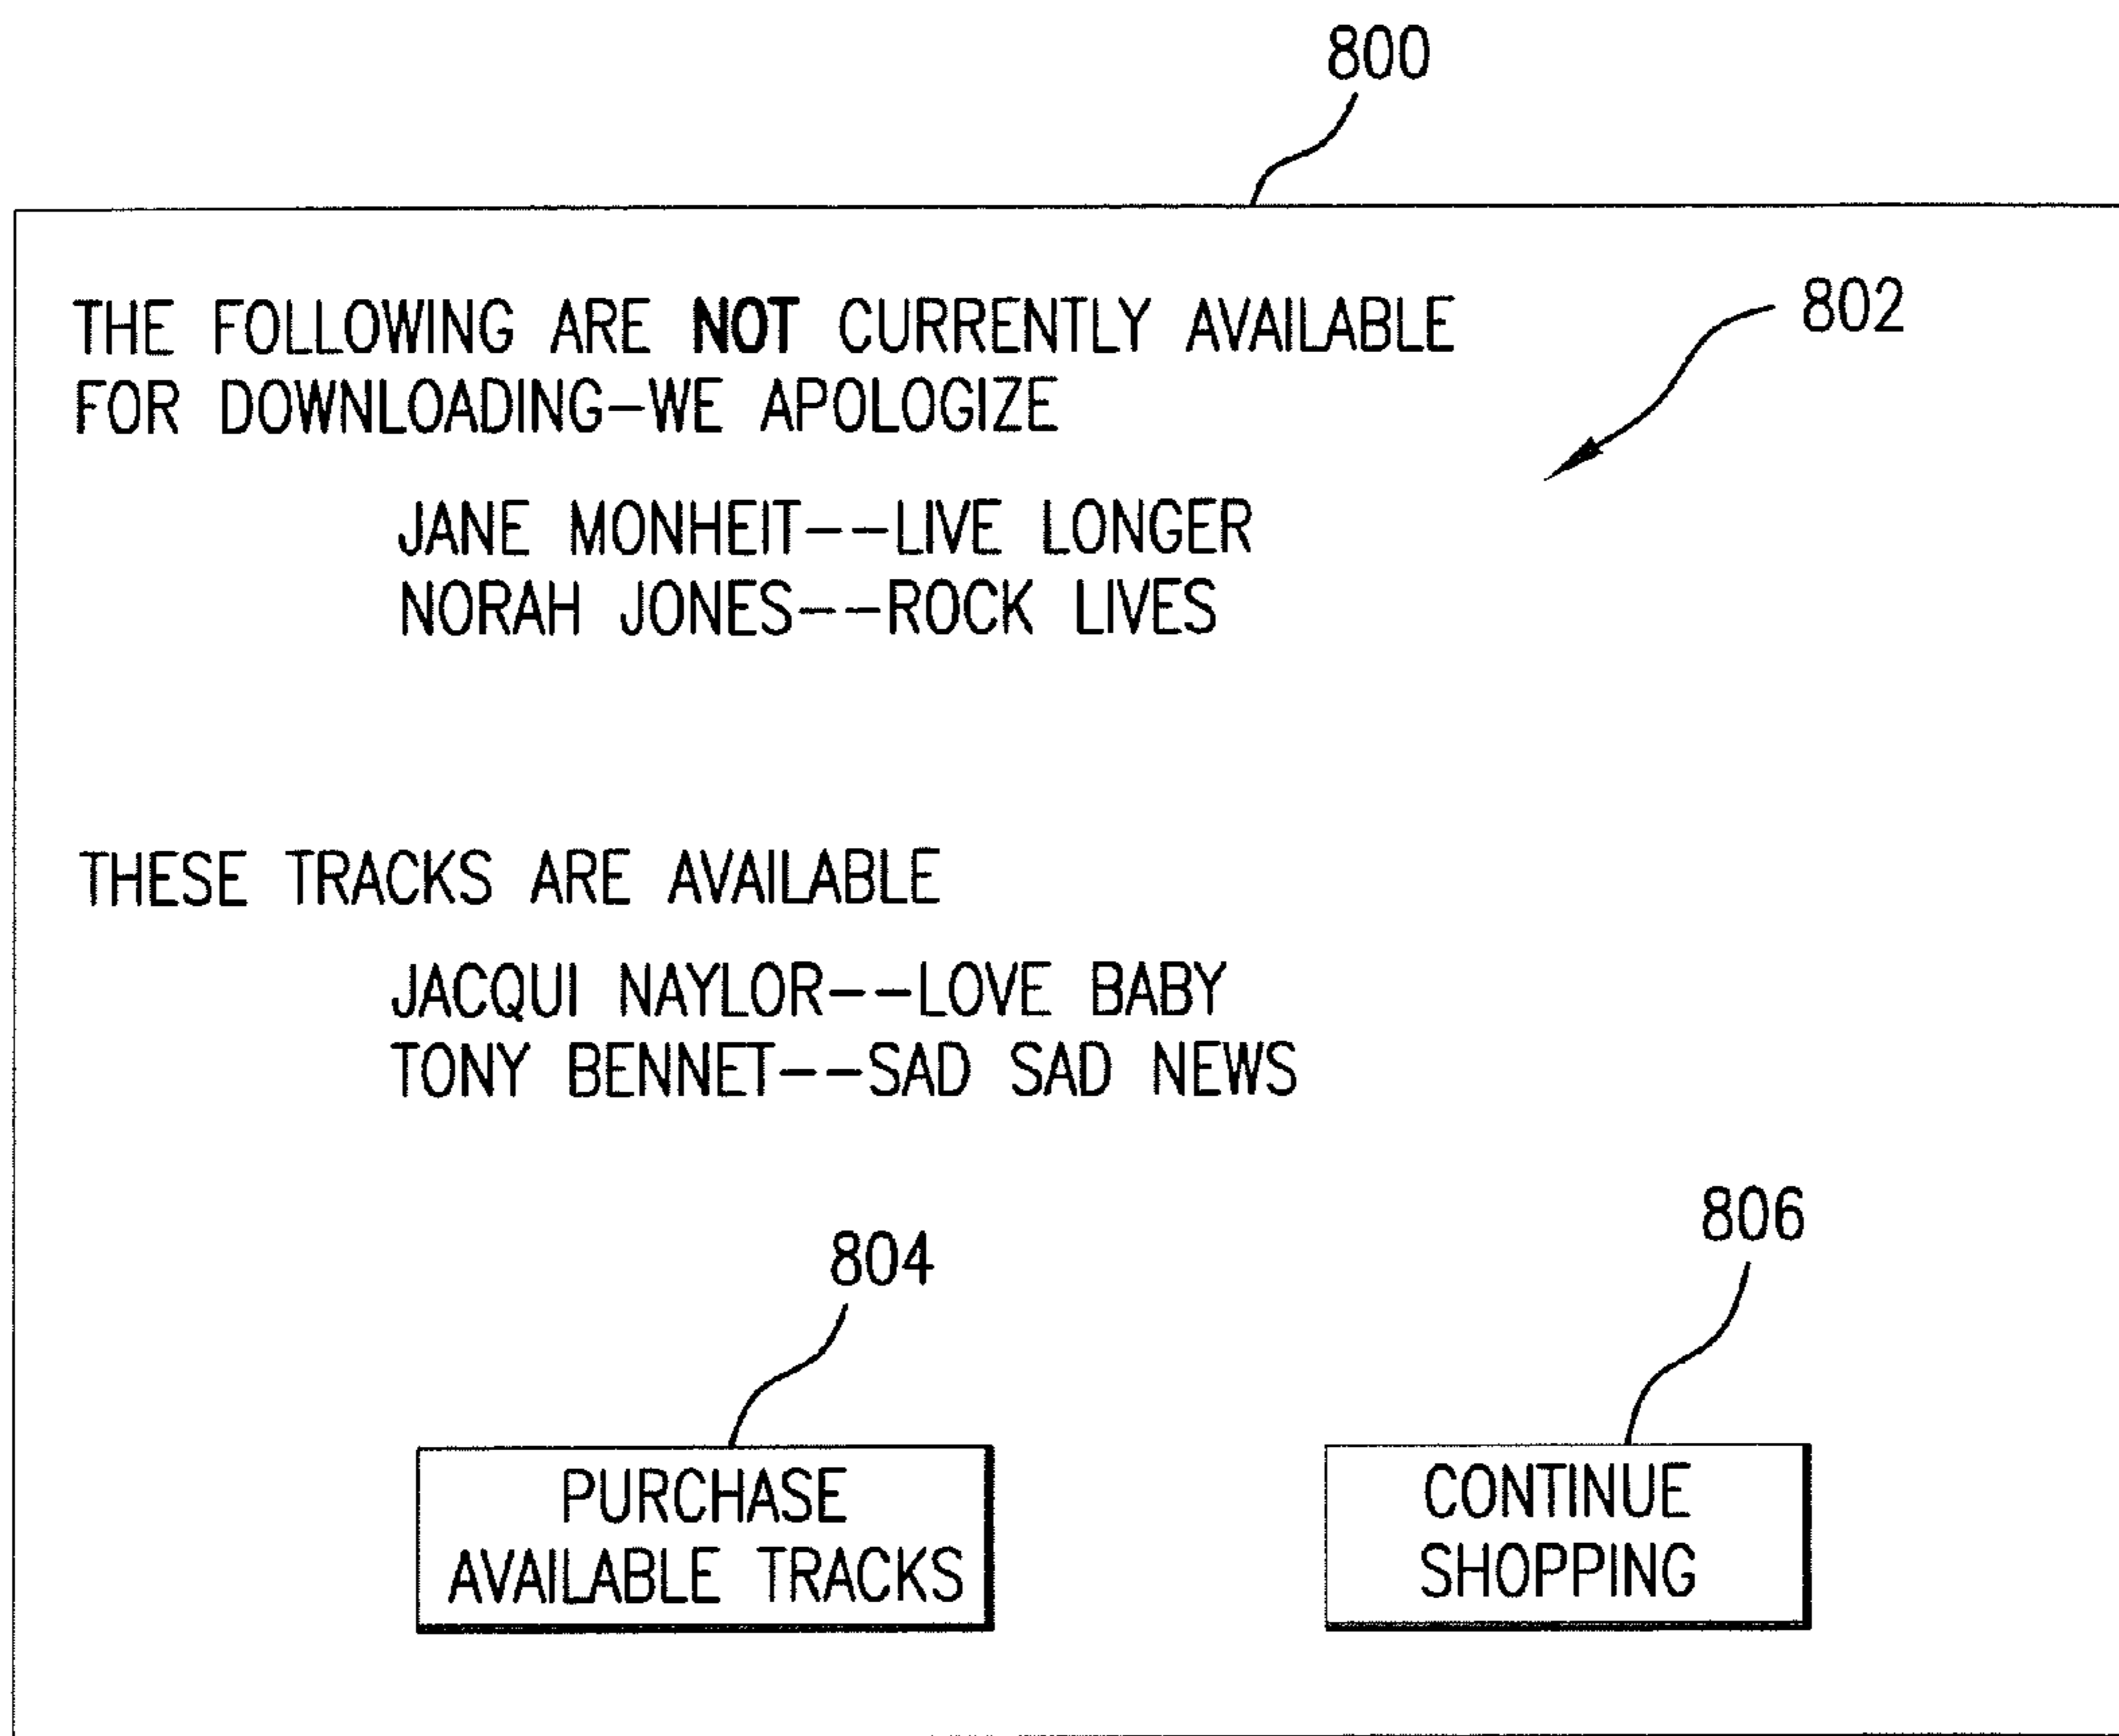 800
THE FOLLOWING ARE NOT CURRENTLY AVAILABLE
802
FOR DOWNLOADING–WE APOLOGIZE
JANE MONHEIT––LIVE LONGER
NORAH JONES––ROCK LIVES
THESE TRACKS ARE AVAILABLE
JACQUI NAYLOR––LOVE BABY
TONY BENNET––SAD SAD NEWS
804
806
PURCHASE
AVAILABLE TRACKS
CONTINUE
SHOPPING